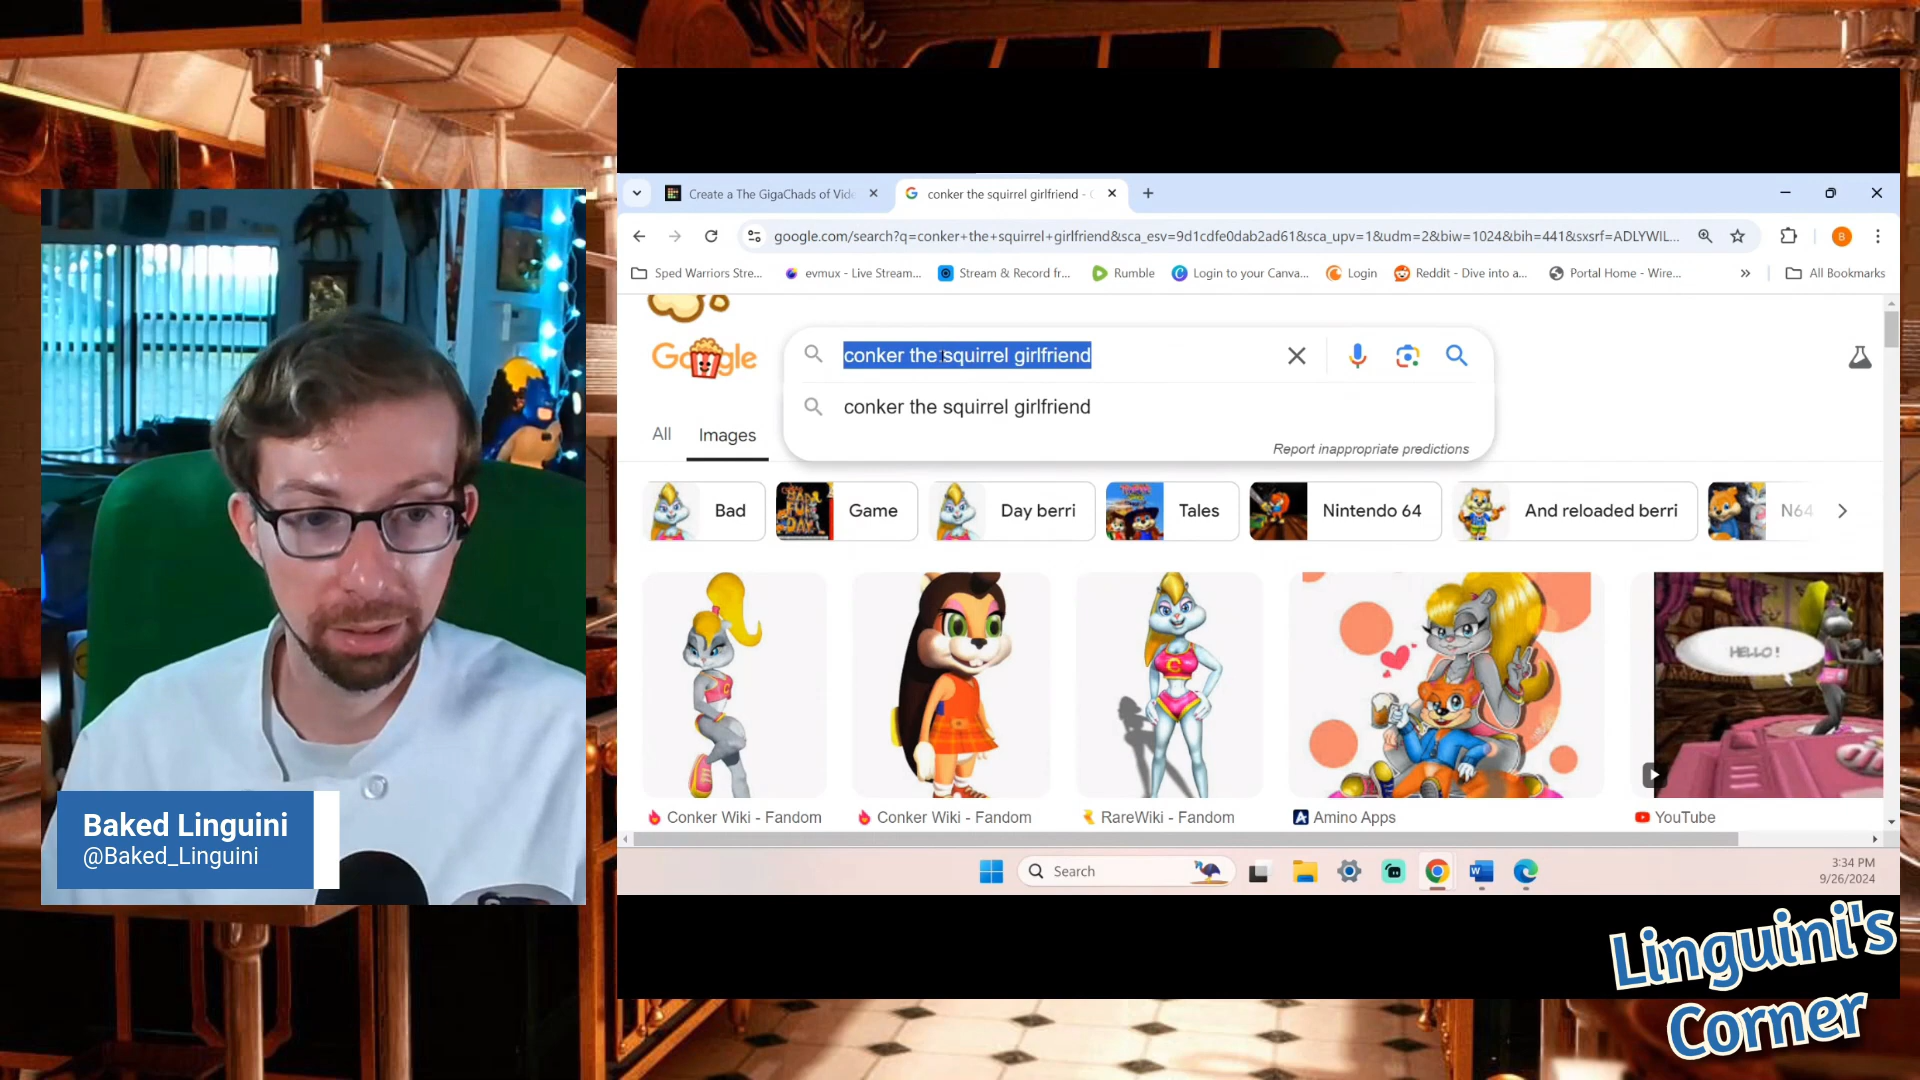 Create a The GigaChads of Vid
conker the squirrel girlfriend -
google.com/search?q=conker+the+squirrel+girlfriend&sca_esv=9d1cdfe0dab2ad61&sca_upv=1&udm=2&biw=1024&bih=441&sxsrf=ADLYWIL...
B
Sped Warriors Stre...
evmux - Live Stream...
Stream & Record fr...
Rumble
Login to your Canva...
Login
Reddit - Dive into a...
Portal Home - Wire...
All Bookmarks
Google
conker the squirrel girlfriend
conker the squirrel girlfriend
Report inappropriate predictions
All
Images
Bad
Game
Day berri
Tales
Nintendo 64
And reloaded berri
N64
HELLO!
Conker Wiki - Fandom
Conker Wiki - Fandom
RareWiki - Fandom
Amino Apps
YouTube
Search
3:34 PM
9/26/2024
Baked Linguini
@Baked_Linguini
Linguini's
Corner